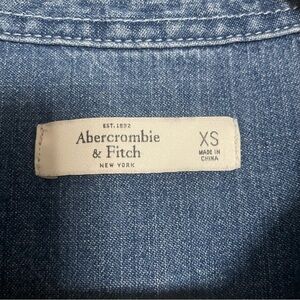 EST. 1892
Abercrombie
& Fitch
NEW YORK
XS
MADE IN
CHINA